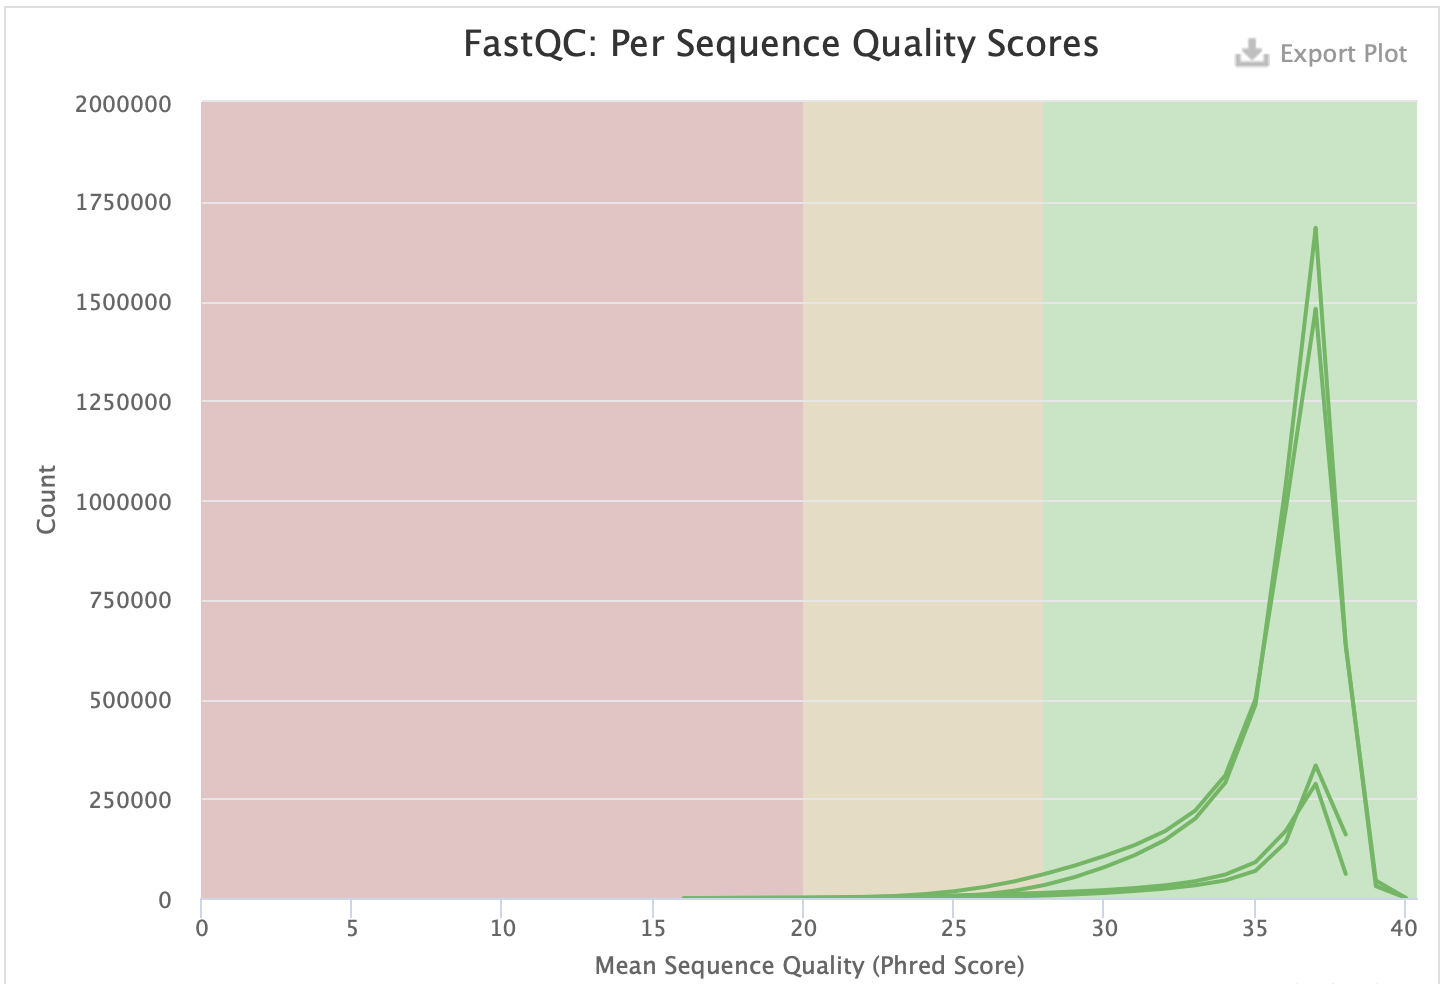 FastQC: Per Sequence Quality Scores
Export Plot
2000000
1750000
1500000
1250000
1000000
750000
500000
250000
0
Count
0 5 10 15 20 25 30 35 40
Mean Sequence Quality (Phred Score)